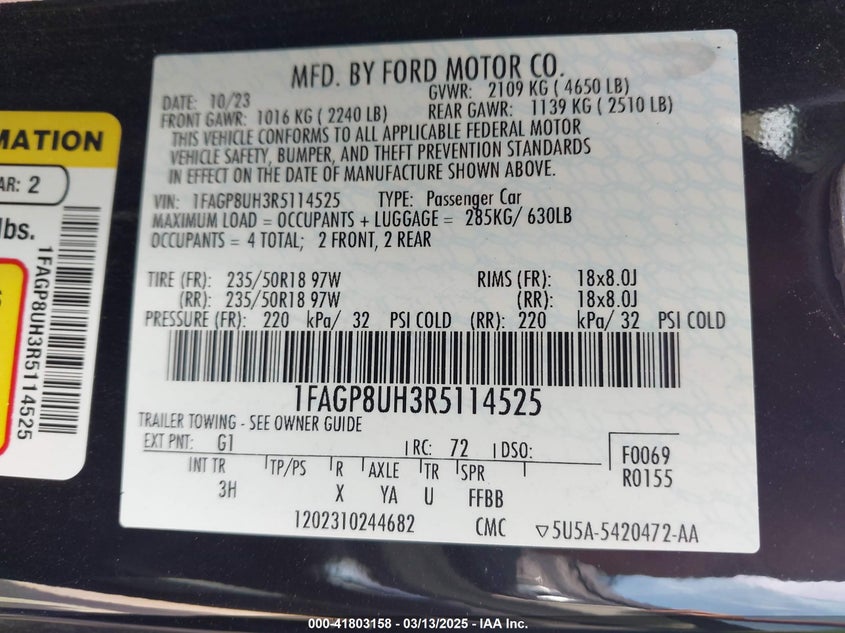 MFD. BY FORD MOTOR CO.
DATE: 10/23 GVWR: 2109 KG ( 4650 LB)
FRONT GAWR: 1016 KG ( 2240 LB) REAR GAWR: 1139 KG ( 2510 LB)
THIS VEHICLE CONFORMS TO ALL APPLICABLE FEDERAL MOTOR
VEHICLE SAFETY, BUMPER, AND THEFT PREVENTION STANDARDS
IN EFFECT ON THE DATE OF MANUFACTURE SHOWN ABOVE.
VIN: 1FAGP8UH3R5114525 TYPE: Passenger Car
MAXIMUM LOAD = OCCUPANTS + LUGGAGE = 285KG/ 630LB
OCCUPANTS = 4 TOTAL; 2 FRONT, 2 REAR
TIRE (FR): 235/50R18 97W RIMS (FR): 18x8.0J
(RR): 235/50R18 97W (RR): 18x8.0J
PRESSURE (FR): 220 kPa/ 32 PSI COLD (RR): 220 kPa/ 32 PSI COLD
1FAGP8UH3R5114525
TRAILER TOWING - SEE OWNER GUIDE
EXT PNT: G1 RC: 72 DSO: F0069
R0155
INT TR TP/PS R AXLE TR SPR
3H X YA U FFBB
1202310244682 CMC ▽5U5A-5420472-AA
MATION
AR: 2
lbs.
1FAGP8UH3R5114525
000-41803158 - 03/13/2025 - IAA Inc.